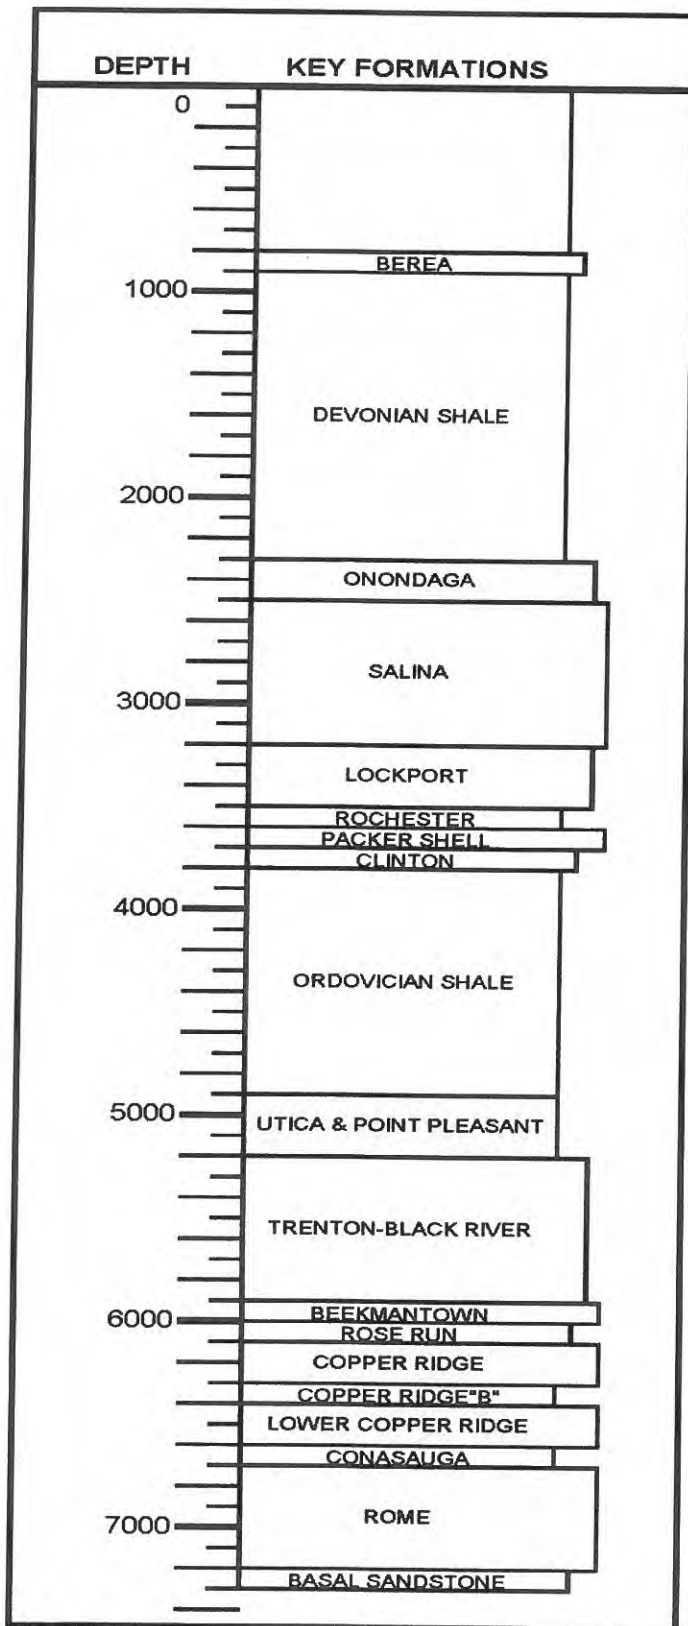 DEPTH KEY FORMATIONS
0
BEREA
1000
DEVONIAN SHALE
2000
ONONDAGA
SALINA
3000
LOCKPORT
ROCHESTER
PACKER SHELL
CLINTON
4000
ORDOVICIAN SHALE
5000
UTICA & POINT PLEASANT
TRENTON-BLACK RIVER
BEEKMANTOWN
6000
ROSE RUN
COPPER RIDGE
COPPER RIDGE"B"
LOWER COPPER RIDGE
CONASAUGA
ROME
7000
BASAL SANDSTONE